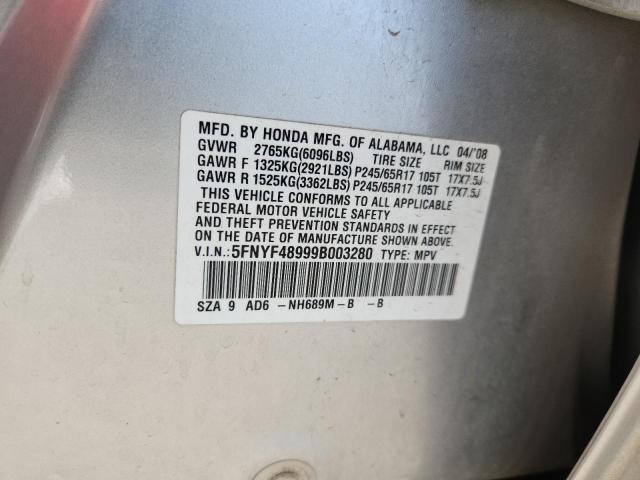 MFD. BY HONDA MFG. OF ALABAMA, LLC 04/'08
GVWR 2765KG(6096LBS) TIRE SIZE RIM SIZE
GAWR F 1325KG(2921LBS) P245/65R17 105T 17X7.5J
GAWR R 1525KG(3362LBS) P245/65R17 105T 17X7.5J
THIS VEHICLE CONFORMS TO ALL APPLICABLE
FEDERAL MOTOR VEHICLE SAFETY
AND THEFT PREVENTION STANDARDS IN EFFECT
ON THE DATE OF MANUFACTURE SHOWN ABOVE.
V.I.N.: 5FNYF48999B003280 TYPE: MPV
SZA 9 AD6 -NH689M-B -B